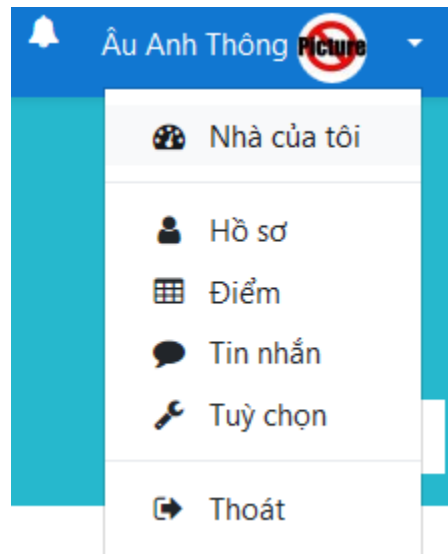 Âu Anh Thông Picture
Nhà của tôi
Hồ sơ
Điểm
Tin nhắn
Tuỳ chọn
Thoát